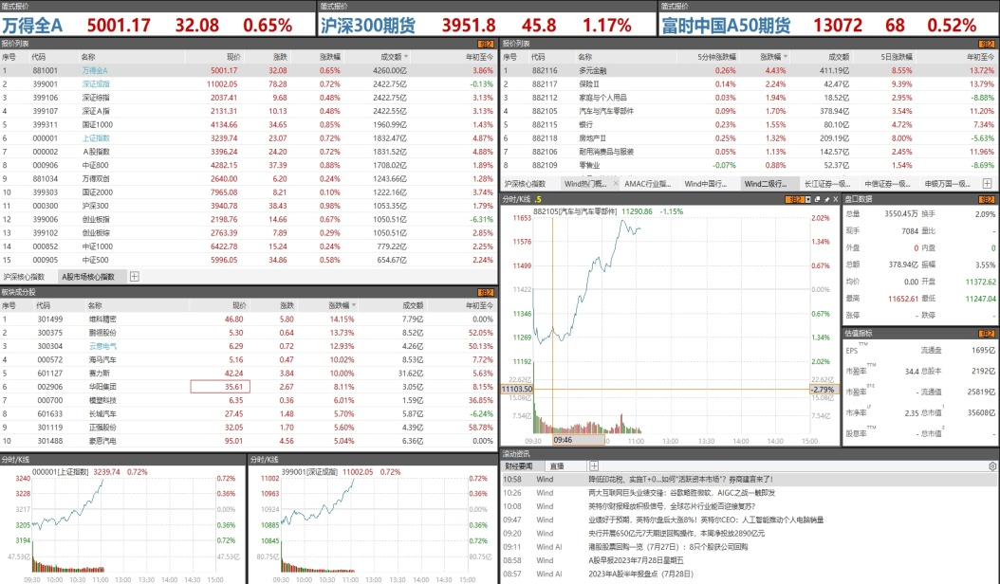 简式报价
万得全A 5001.17 32.08 0.65%
简式报价
沪深300期货 3951.8 45.8 1.17%
简式报价
富时中国A50期货 13072 68 0.52%
报价列表 组2
序号 代码 名称 现价 涨跌 涨跌幅 成交额 年初至今
1 881001 万得全A 5001.17 32.08 0.65% 4260.00亿 3.86%
2 399001 深证成指 11002.05 78.28 0.72% 2422.75亿 -0.13%
3 399106 深证综指 2037.41 9.68 0.48% 2422.75亿 3.13%
4 399107 深证A指 2131.31 10.13 0.48% 2422.55亿 3.13%
5 399311 国证1000 4134.66 34.65 0.85% 1960.99亿 1.43%
6 000001 上证指数 3239.74 23.07 0.72% 1832.47亿 4.87%
7 000002 A股指数 3396.24 24.20 0.72% 1831.52亿 4.88%
8 000906 中证800 4282.15 37.39 0.88% 1708.01亿 1.79%
9 881034 万得双创 2640.00 6.20 0.24% 1243.66亿 1.28%
10 399303 国证2000 7965.08 8.21 0.10% 1222.16亿 3.74%
11 000300 沪深300 3940.78 38.43 0.98% 1053.35亿 1.79%
12 399006 创业板指 2198.76 14.66 0.67% 1050.51亿 -6.31%
13 399102 创业板综 2763.39 7.89 0.29% 1050.51亿 2.85%
14 000852 中证1000 6422.78 15.24 0.24% 779.22亿 2.25%
15 000905 中证500 5996.05 34.86 0.58% 654.67亿 2.24%
沪深核心指数 A股市场核心指数
报价列表 组2
序号 代码 名称 5分钟涨跌幅 涨跌幅 成交额 5日涨跌幅 年初至今
1 882116 多元金融 0.26% 4.43% 411.19亿 8.55% 13.72%
2 882117 保险II 0.14% 2.24% 42.47亿 9.39% 13.79%
3 882112 家庭与个人用品 0.03% 1.94% 18.52亿 2.95% -8.88%
4 882105 汽车与汽车零部件 0.09% 1.70% 378.94亿 3.54% 11.20%
5 882115 银行 0.23% 1.55% 80.10亿 4.72% 7.34%
6 882118 房地产II 0.25% 1.32% 209.19亿 8.00% -5.63%
7 882106 耐用消费品与服装 0.05% 1.13% 142.57亿 2.45% 11.96%
8 882109 零售业 -0.07% 0.88% 52.37亿 1.54% -8.69%
沪深核心指数 Wind热门概... AMAC行业指... Wind中国行... Wind二级行... 长江证券一级... 中信证券一级... 申银万国一级...
板块成分股 组2
序号 代码 名称 现价 涨跌 涨跌幅 成交额 年初至今
1 301499 维科精密 46.80 5.80 14.15% 7.79亿 0.00%
2 300375 鹏翎股份 5.30 0.64 13.73% 8.52亿 52.05%
3 300304 云意电气 6.29 0.72 12.93% 4.26亿 50.13%
4 000572 海马汽车 5.16 0.47 10.02% 8.53亿 7.72%
5 601127 赛力斯 42.24 3.84 10.00% 31.62亿 5.63%
6 002906 华阳集团 35.61 2.67 8.11% 3.05亿 8.15%
7 000700 模塑科技 6.35 0.36 6.01% 1.59亿 36.85%
8 601633 长城汽车 27.45 1.48 5.70% 5.87亿 -6.24%
9 301119 正强股份 32.05 1.70 5.60% 4.39亿 58.78%
10 301488 豪恩汽电 95.01 4.56 5.04% 6.36亿 0.00%
分时/K线 .5 组2
882105[汽车与汽车零部件] 11290.86 -1.15%
11653 2.02%
11576 1.34%
11499 0.67%
11422 0.00%
11346 0.67%
11269 1.34%
11192 2.02%
22.62亿 22.62亿
11103.50 -2.79%
15.08亿 15.08亿
7.54亿 7.54亿
09:30 09:46 11:00 13:00 13:30 14:00 14:30 15:00
盘口数据 组2
总量 3550.45万 换手 2.09%
现手 7084 量比 -
外盘 0 内盘 0
总额 378.94亿 振幅 3.55%
均价 0.00 开盘 11372.62
最高 11652.61 最低 11247.04
涨停 - 跌停 -
估值指标 组2
EPS TTM 流通盘 1695亿
市盈率 TTM 34.4 总股本 2192亿
市盈率 - 流通值 25819亿
市净率 LF 2.35 总市值 1 35608亿
股息率 TTM - 总市值 2 -
分时/K线
000001[上证指数] 3239.74 0.72%
3240 0.72%
3228 0.36%
3217 0.00%
3205 0.36%
3194 0.72%
47.53亿 47.53亿
09:30 10:00 10:30 11:00 13:00 13:30 14:00 14:30 15:00
分时/K线
399001[深证成指] 11002.05 0.72%
11002 0.72%
10963 0.36%
10924 0.00%
10885 0.36%
10845 0.72%
80.75亿 80.75亿
09:30 10:00 10:30 11:00 13:00 13:30 14:00 14:30 15:00
滚动资讯
财经要闻 直播
10:58 Wind 降低印花税，实施T+0...如何“活跃资本市场”？券商建言来了！
10:26 Wind 两大互联网巨头业绩交锋：谷歌略胜微软，AIGC之战一触即发
10:08 Wind 英特尔财报释放积极信号，全球芯片行业能否迎接复苏？
09:47 Wind 业绩好于预期，英特尔盘后大涨8%！英特尔CEO：人工智能推动个人电脑销量
09:20 Wind 央行开展650亿元7天期逆回购操作，本周净投放2890亿元
09:11 Wind AI 港股股票回购一览（7月27日）：8只个股获公司回购
08:58 Wind A股早报2023年7月28日星期五
08:57 Wind AI 2023年A股半年报盘点（7月28日）